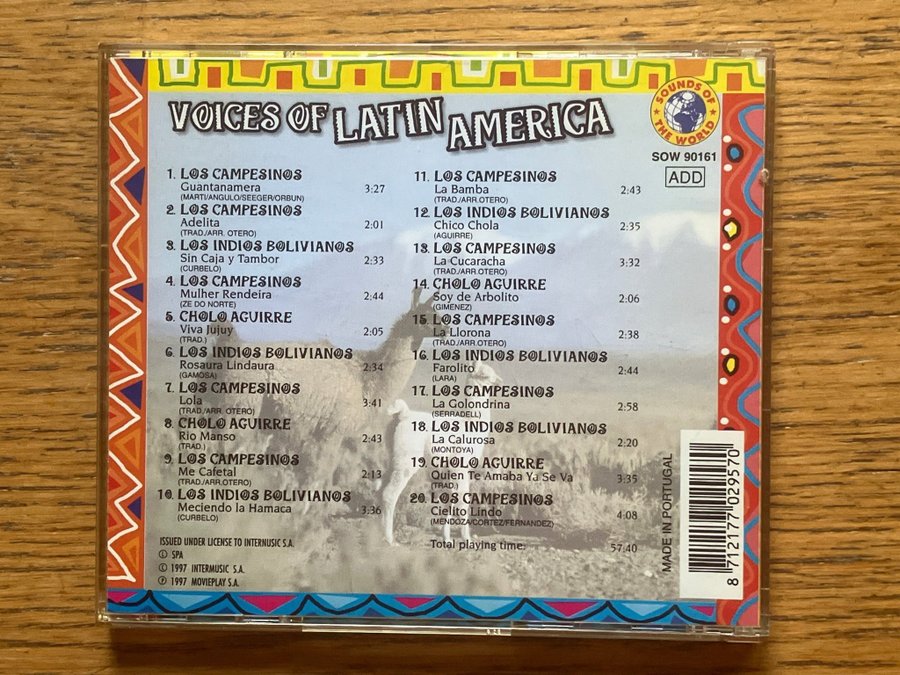 VOICES OF LATIN AMERICA
SOUNDS OF THE WORLD
SOW 90161
ADD
1. LOS CAMPESINOS
Guantanamera 3:27
(MARTI/ANGULO/SEEGER/ORBUN)
2. LOS CAMPESINOS
Adelita 2:01
(TRAD./ARR. OTERO)
3. LOS INDIOS BOLIVIANOS
Sin Caja y Tambor 2:33
(CURBELO)
4. LOS CAMPESINOS
Mulher Rendeira 2:44
(ZE DO NORTE)
5. CHOLO AGUIRRE
Viva Jujuy 2:05
(TRAD.)
6. LOS INDIOS BOLIVIANOS
Rosaura Lindaura 2:34
(GAMOSA)
7. LOS CAMPESINOS
Lola 3:41
(TRAD./ARR. OTERO)
8. CHOLO AGUIRRE
Rio Manso 2:43
(TRAD.)
9. LOS CAMPESINOS
Me Cafetal 2:13
(TRAD./ARR.OTERO)
10. LOS INDIOS BOLIVIANOS
Meciendo la Hamaca 3:36
(CURBELO)
11. LOS CAMPESINOS
La Bamba 2:43
(TRAD./ARR.OTERO)
12. LOS INDIOS BOLIVIANOS
Chico Chola 2:35
(AGUIRRE)
13. LOS CAMPESINOS
La Cucaracha 3:32
(TRAD./ARR.OTERO)
14. CHOLO AGUIRRE
Soy de Arbolito 2:06
(GIMENEZ)
15. LOS CAMPESINOS
La Llorona 2:38
(TRAD./ARR.OTERO)
16. LOS INDIOS BOLIVIANOS
Farolito 2:44
(LARA)
17. LOS CAMPESINOS
La Golondrina 2:58
(SERRADELL)
18. LOS INDIOS BOLIVIANOS
La Calurosa 2:20
(MONTOYA)
19. CHOLO AGUIRRE
Quien Te Amaba Ya Se Va 3:35
(TRAD.)
20. LOS CAMPESINOS
Cielito Lindo 4:08
(MENDOZA/CORTEZ/FERNANDEZ)
Total playing time: 57:40
ISSUED UNDER LICENSE TO INTERMUSIC S.A.
Ⓛ SPA
© 1997 INTERMUSIC S.A.
℗ 1997 MOVIEPLAY S.A.
MADE IN PORTUGAL
8 712177 029570